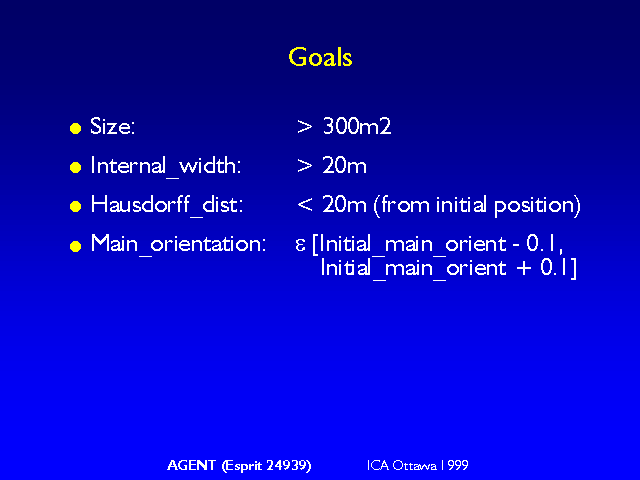 Goals
● Size: > 300m2
● Internal_width: > 20m
● Hausdorff_dist: < 20m (from initial position)
● Main_orientation: ε [Initial_main_orient - 0.1,
Initial_main_orient + 0.1]
AGENT (Esprit 24939) ICA Ottawa 1999